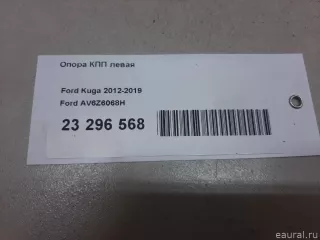 Опора КПП левая
Ford Kuga 2012-2019
Ford AV6Z6068H
23 296 568
eaural.ru